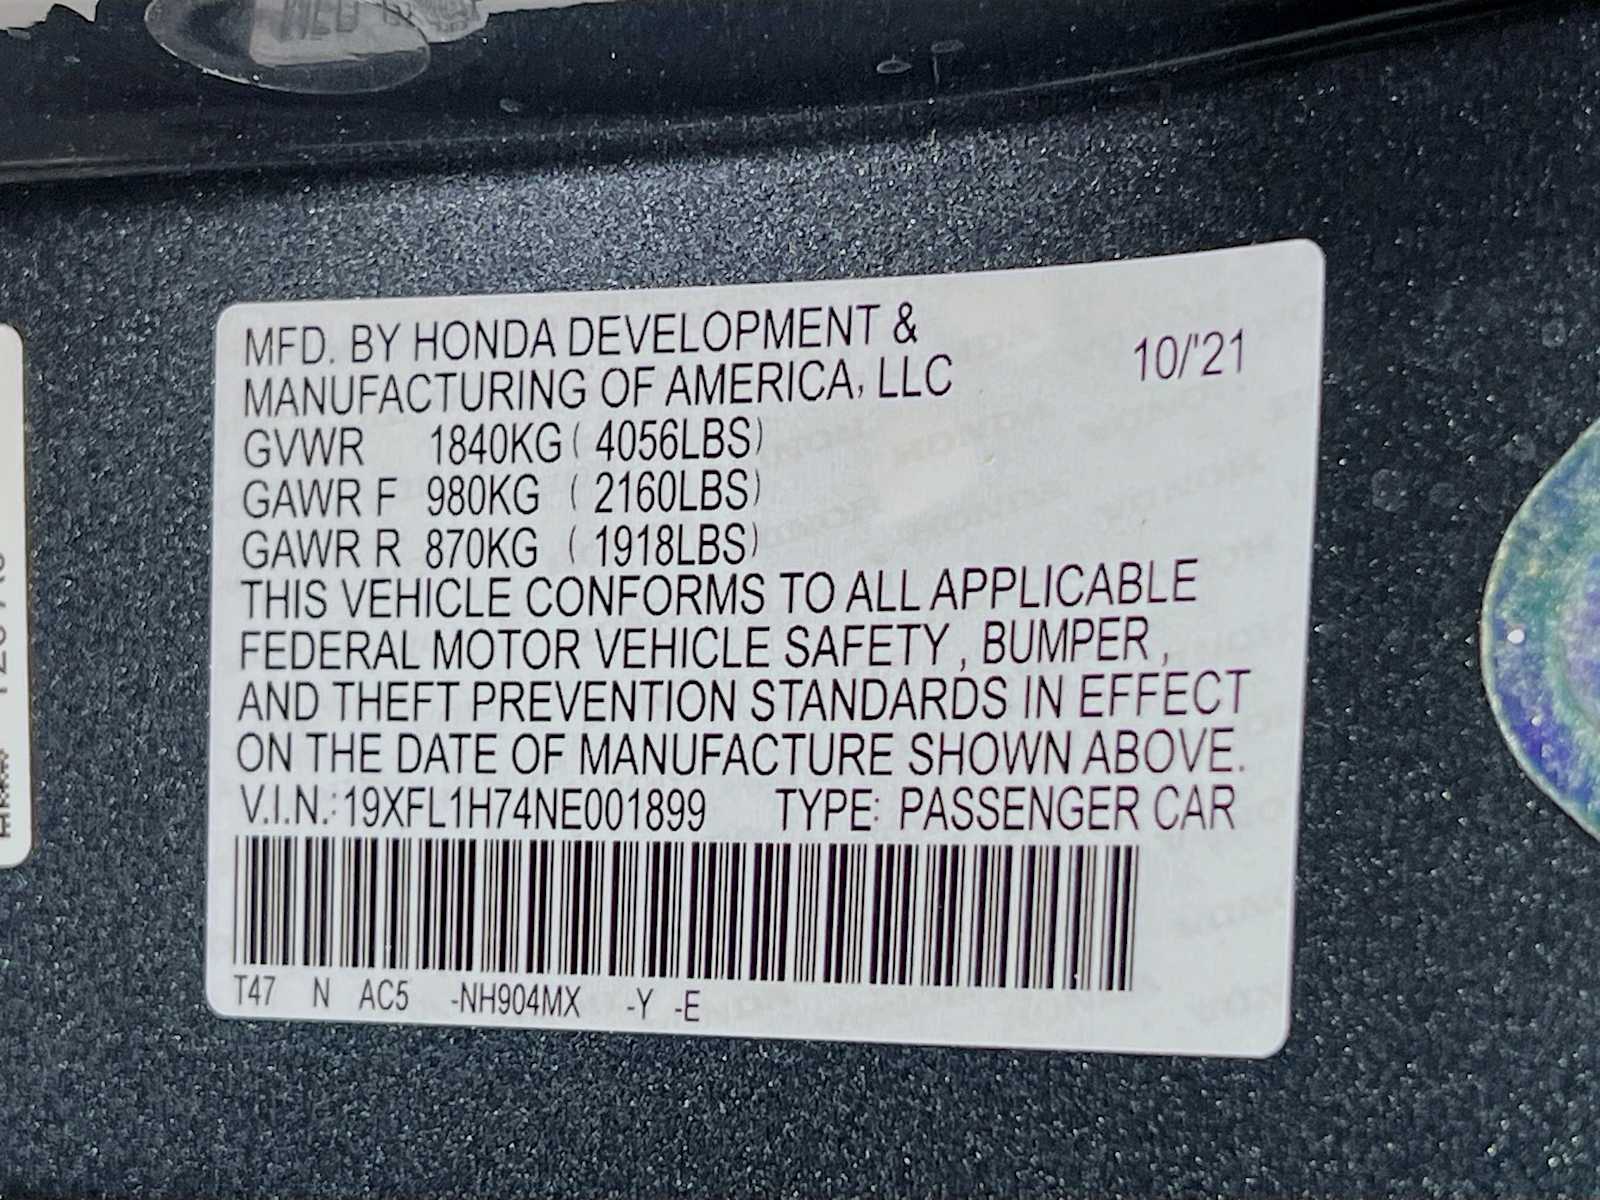 MFD. BY HONDA DEVELOPMENT &
MANUFACTURING OF AMERICA, LLC 10/'21
GVWR 1840KG ( 4056LBS)
GAWR F 980KG ( 2160LBS)
GAWR R 870KG ( 1918LBS)
THIS VEHICLE CONFORMS TO ALL APPLICABLE
FEDERAL MOTOR VEHICLE SAFETY , BUMPER ,
AND THEFT PREVENTION STANDARDS IN EFFECT
ON THE DATE OF MANUFACTURE SHOWN ABOVE.
V.I.N.: 19XFL1H74NE001899 TYPE: PASSENGER CAR
T47 N AC5 -NH904MX -Y -E